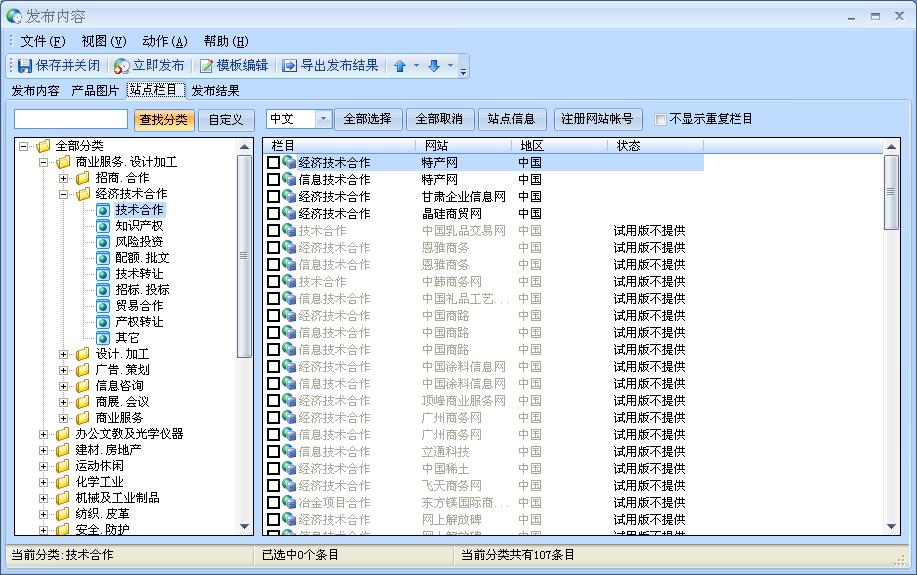 发布内容
文件(F) 视图(V) 动作(A) 帮助(H)
保存并关闭 立即发布 模板编辑 导出发布结果
发布内容 产品图片 站点栏目 发布结果
查找分类 自定义 中文 全部选择 全部取消 站点信息 注册网站帐号 不显示重复栏目
全部分类
商业服务.设计加工
招商.合作
经济技术合作
技术合作
知识产权
风险投资
配额.批文
技术转让
招标.投标
贸易合作
产权转让
其它
设计.加工
广告.策划
信息咨询
商展.会议
商业服务
办公文教及光学仪器
建材.房地产
运动休闲
化学工业
机械及工业制品
纺织.皮革
安全.防护
栏目 网站 地区 状态
经济技术合作 特产网 中国
信息技术合作 特产网 中国
经济技术合作 甘肃企业信息网 中国
经济技术合作 晶硅商贸网 中国
技术合作 中国乳品交易网 中国 试用版不提供
经济技术合作 恩雅商务 中国 试用版不提供
信息技术合作 恩雅商务 中国 试用版不提供
技术合作 中韩商务网 中国 试用版不提供
信息技术合作 中国礼品工艺... 中国 试用版不提供
经济技术合作 中国商路 中国 试用版不提供
信息技术合作 中国商路 中国 试用版不提供
信息技术合作 中国商路 中国 试用版不提供
经济技术合作 中国涂料信息网 中国 试用版不提供
信息技术合作 中国涂料信息网 中国 试用版不提供
经济技术合作 顶峰商业服务网 中国 试用版不提供
经济技术合作 广州商务网 中国 试用版不提供
信息技术合作 广州商务网 中国 试用版不提供
信息技术合作 立通科技 中国 试用版不提供
经济技术合作 中国稀土 中国 试用版不提供
经济技术合作 飞天商务网 中国 试用版不提供
冶金项目合作 东方镁国际商... 中国 试用版不提供
经济技术合作 网上解放碑 中国 试用版不提供
信息技术合作 网上解放碑 中国 试用版不提供
当前分类:技术合作 已选中0个条目 当前分类共有107条目